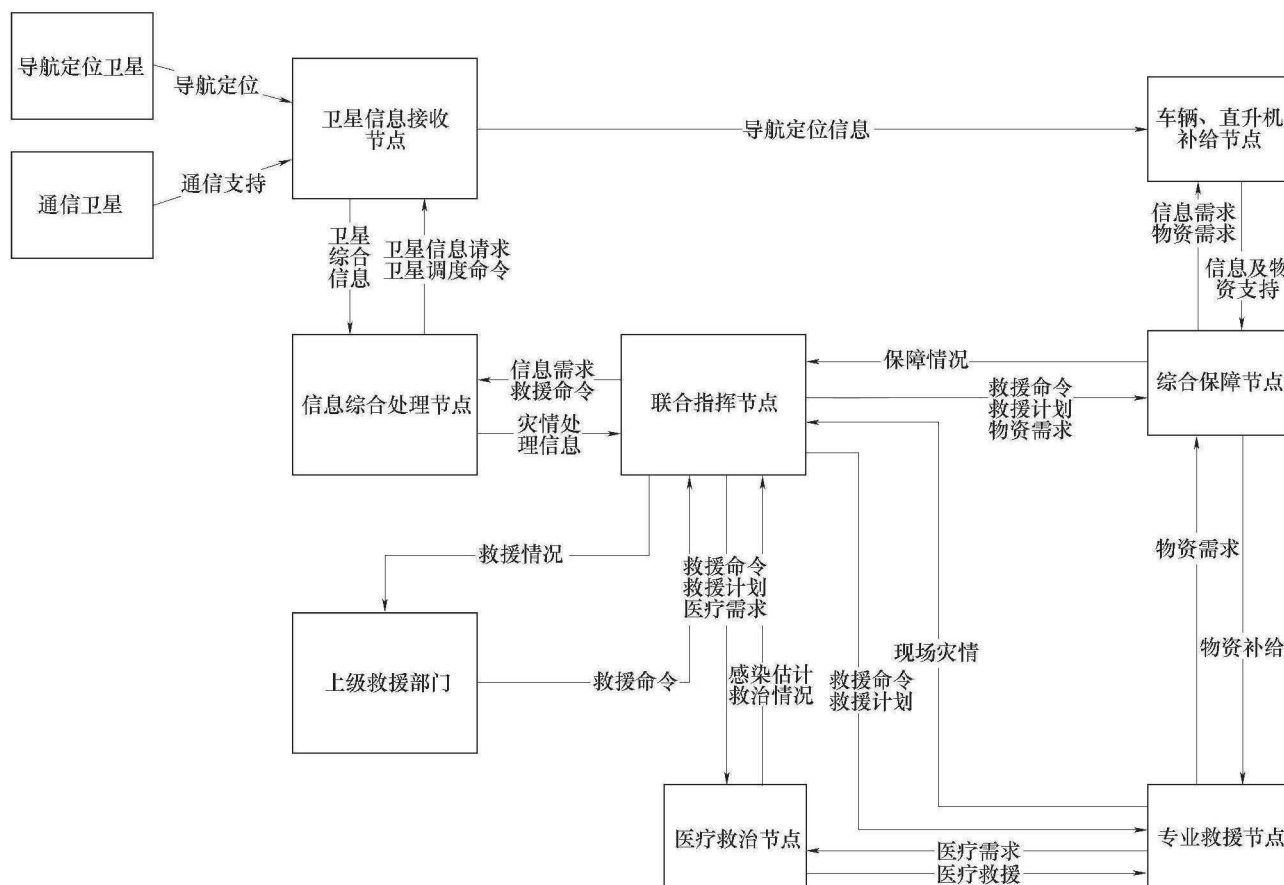 导航定位卫星
导航定位
卫星信息接收
节点
导航定位信息
车辆、直升机
补给节点
通信卫星
通信支持
卫星
综合
信息
卫星信息请求
卫星调度命令
信息需求
物资需求
信息及物
资支持
信息综合处理节点
信息需求
救援命令
灾情处
理信息
联合指挥节点
保障情况
救援命令
救援计划
物资需求
综合保障节点
救援情况
救援命令
救援计划
医疗需求
物资需求
上级救援部门
救援命令
感染估计
救治情况
现场灾情
救援命令
救援计划
物资补给
医疗救治节点
医疗需求
医疗救援
专业救援节点